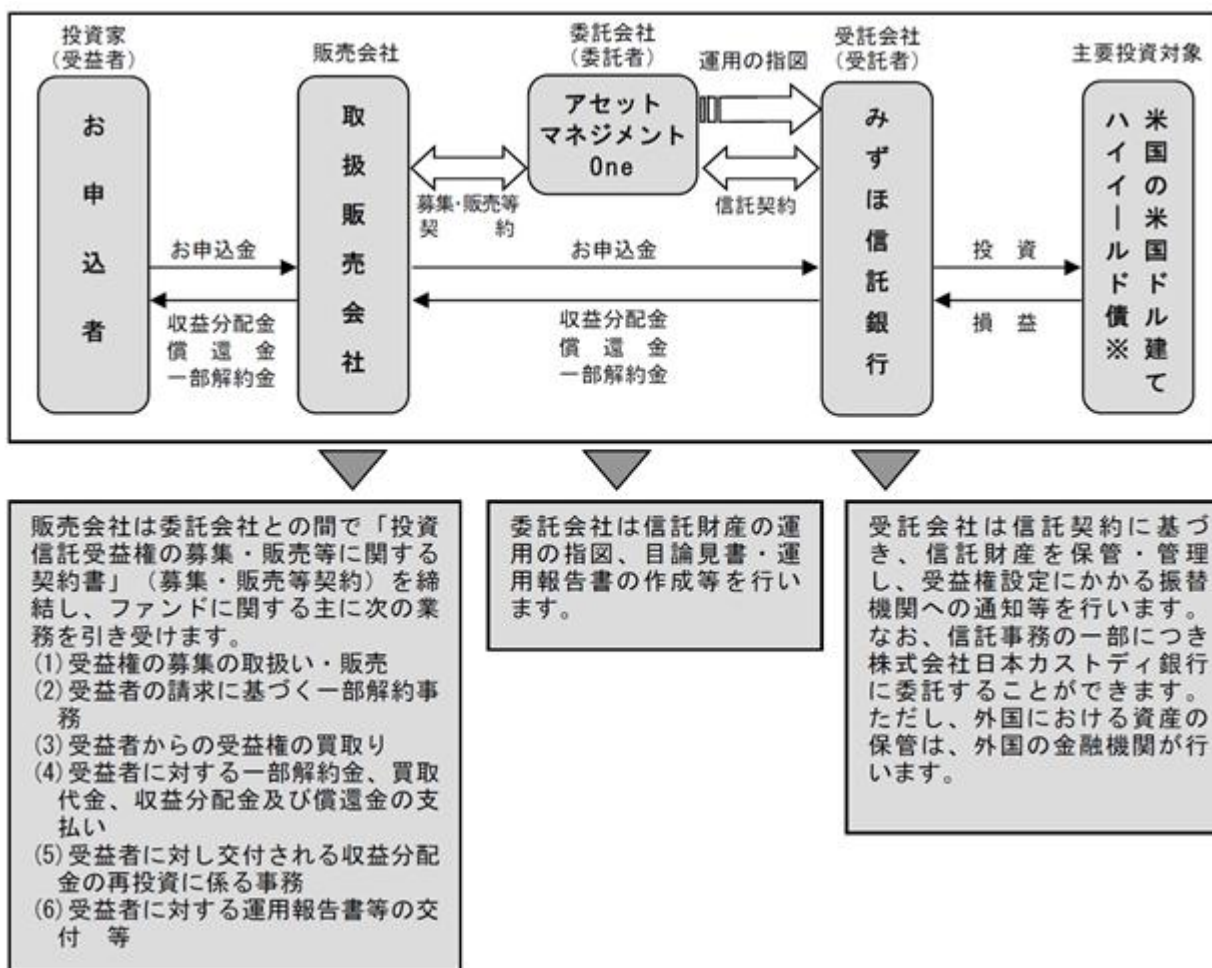 投資家
(受益者)
販売会社
委託会社
(委託者)
運用の指図
受託会社
(受託者)
主要投資対象
お申込者
取扱販売会社
アセット
マネジメント
One
みずほ信託銀行
米国の米国ドル建て
ハイイールド債※
募集・販売等
契約
信託契約
お申込金
収益分配金
償還金
一部解約金
お申込金
収益分配金
償還金
一部解約金
投資
損益
販売会社は委託会社との間で「投資
信託受益権の募集・販売等に関する
契約書」（募集・販売等契約）を締
結し、ファンドに関する主に次の業
務を引き受けます。
(1)受益権の募集の取扱い・販売
(2)受益者の請求に基づく一部解約事
務
(3)受益者からの受益権の買取り
(4)受益者に対する一部解約金、買取
代金、収益分配金及び償還金の支
払い
(5)受益者に対し交付される収益分配
金の再投資に係る事務
(6)受益者に対する運用報告書等の交
付　等
委託会社は信託財産の運
用の指図、目論見書・運
用報告書の作成等を行い
ます。
受託会社は信託契約に基づ
き、信託財産を保管・管理
し、受益権設定にかかる振替
機関への通知等を行います。
なお、信託事務の一部につき
株式会社日本カストディ銀行
に委託することができます。
ただし、外国における資産の
保管は、外国の金融機関が行
います。